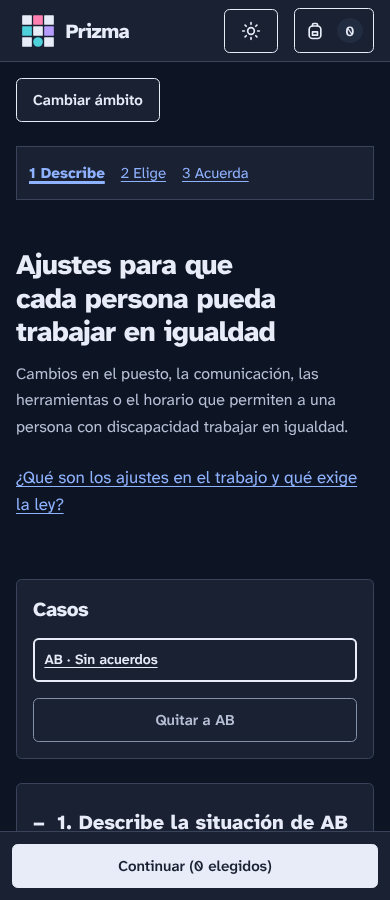 Prizma
0
Cambiar ámbito
1 Describe 2 Elige 3 Acuerda
Ajustes para que
cada persona pueda
trabajar en igualdad
Cambios en el puesto, la comunicación, las
herramientas o el horario que permiten a una
persona con discapacidad trabajar en igualdad.
¿Qué son los ajustes en el trabajo y qué exige
la ley?
Casos
AB · Sin acuerdos
Quitar a AB
– 1. Describe la situación de AB
Continuar (0 elegidos)